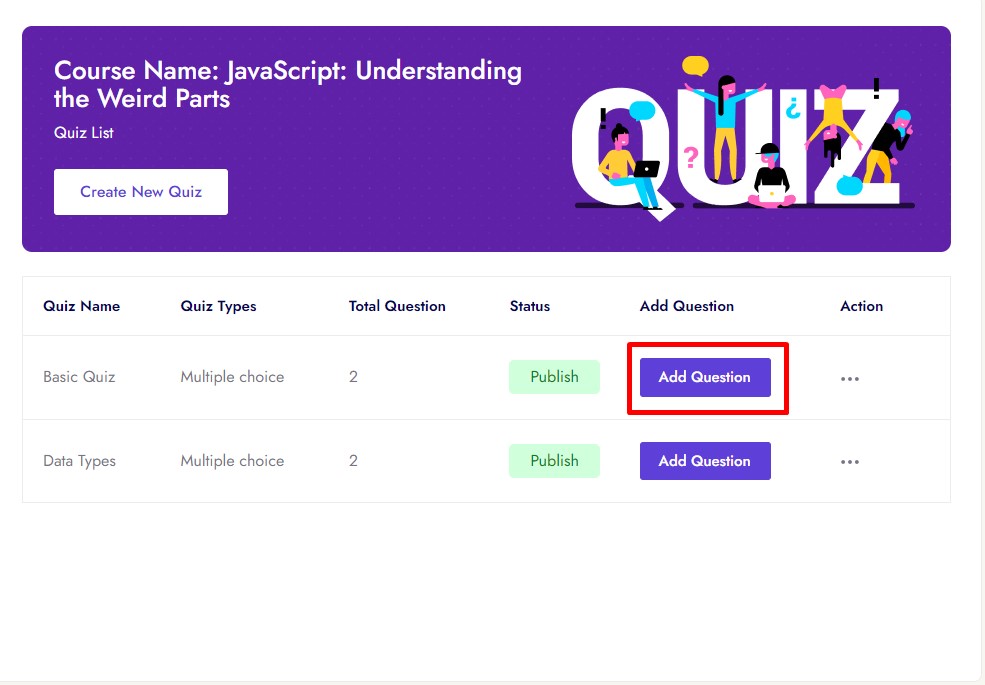 Course Name: JavaScript: Understanding
the Weird Parts
Quiz List
Create New Quiz
QUIZ
Quiz Name Quiz Types Total Question Status Add Question Action
Basic Quiz Multiple choice 2 Publish Add Question •••
Data Types Multiple choice 2 Publish Add Question •••